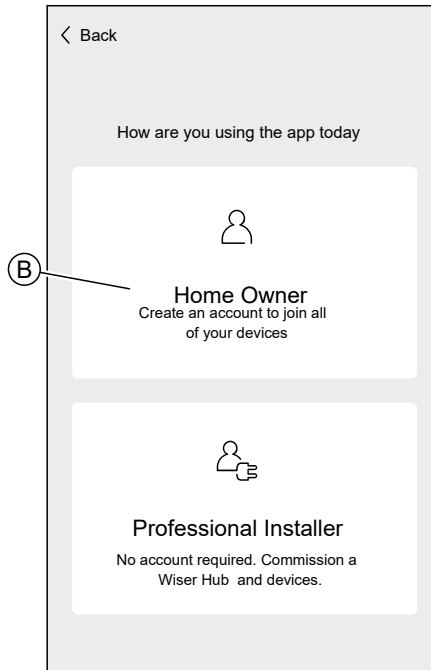 Back
How are you using the app today
B
Home Owner
Create an account to join all
of your devices
Professional Installer
No account required. Commission a
Wiser Hub and devices.